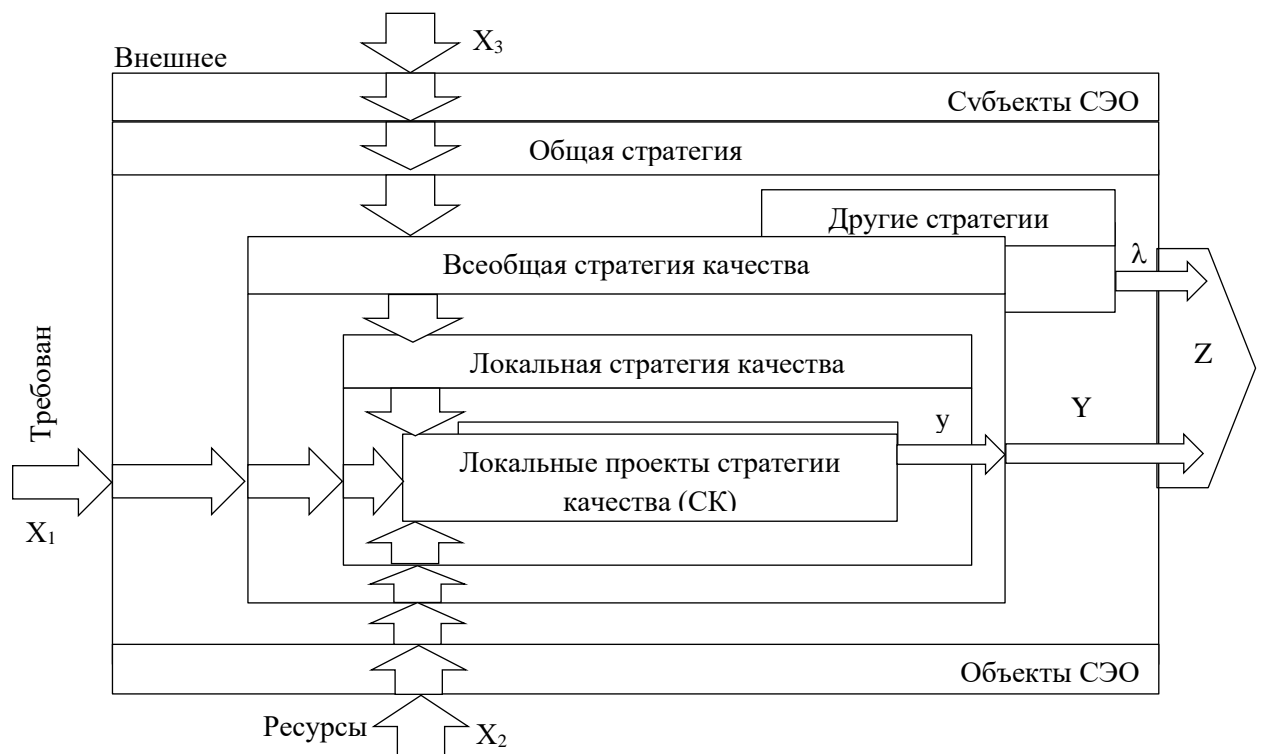 X₃
Внешнее
Субъекты СЭО
Общая стратегия
Другие стратегии
Всеобщая стратегия качества
λ
Локальная стратегия качества
Z
Требован
y
Y
Локальные проекты стратегии
качества (СК)
X₁
Объекты СЭО
Ресурсы
X₂